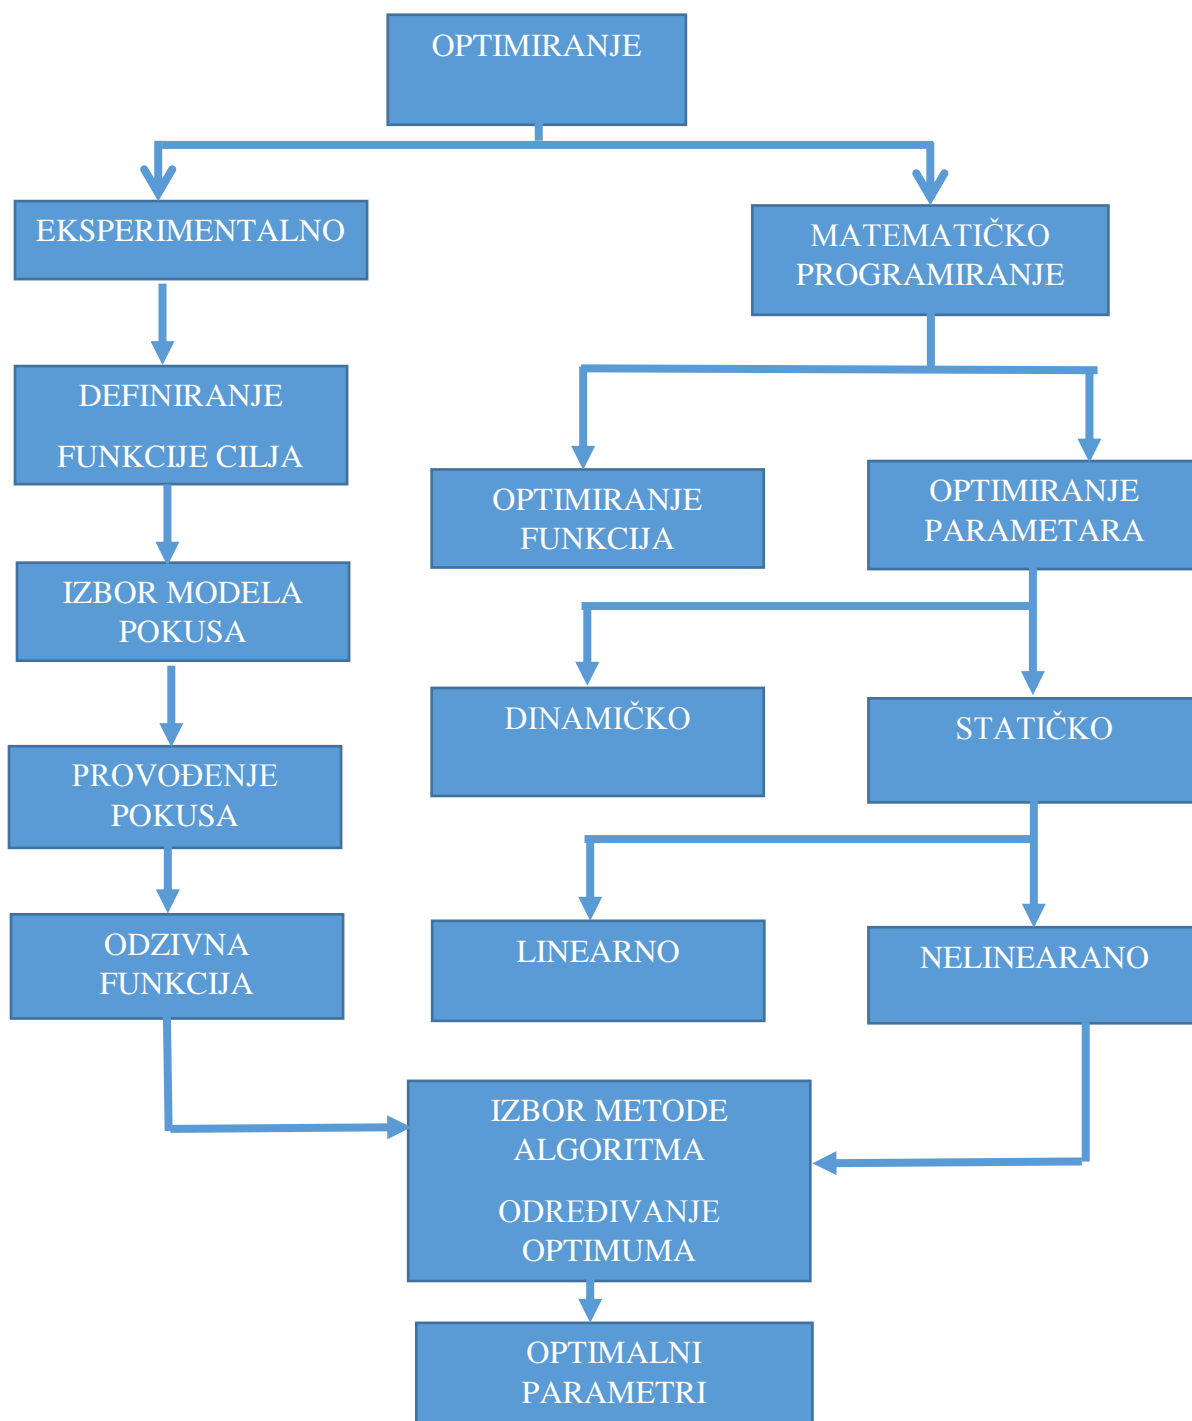 OPTIMIRANJE
EKSPERIMENTALNO
MATEMATIČKO
PROGRAMIRANJE
DEFINIRANJE
FUNKCIJE CILJA
OPTIMIRANJE
FUNKCIJA
OPTIMIRANJE
PARAMETARA
IZBOR MODELA
POKUSA
DINAMIČKO
STATIČKO
PROVOĐENJE
POKUSA
ODZIVNA
FUNKCIJA
LINEARNO
NELINEARANO
IZBOR METODE
ALGORITMA
ODREĐIVANJE
OPTIMUMA
OPTIMALNI
PARAMETRI